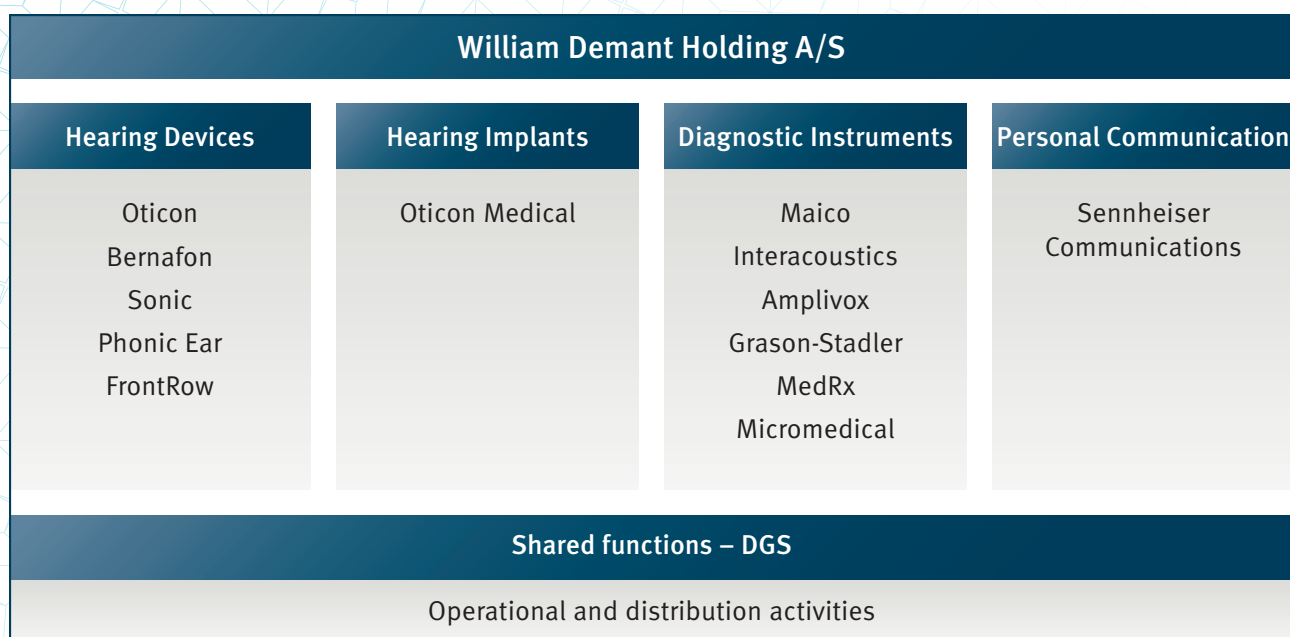 William Demant Holding A/S
Hearing Devices
Oticon
Bernafon
Sonic
Phonic Ear
FrontRow
Hearing Implants
Oticon Medical
Diagnostic Instruments
Maico
Interacoustics
Amplivox
Grason-Stadler
MedRx
Micromedical
Personal Communication
Sennheiser
Communications
Shared functions – DGS
Operational and distribution activities